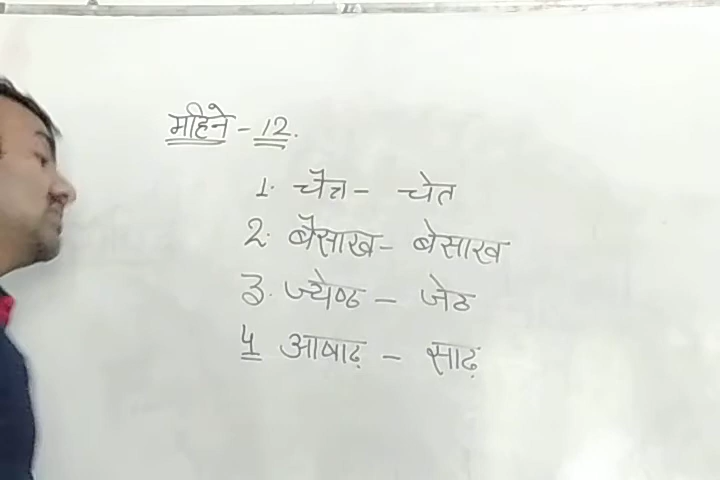 महिने - 12.
1. चैत्र - चेत
2. बैसाख - बेसाख
3. ज्येष्ठ - जेठ
4 आषाढ़ - साढ़